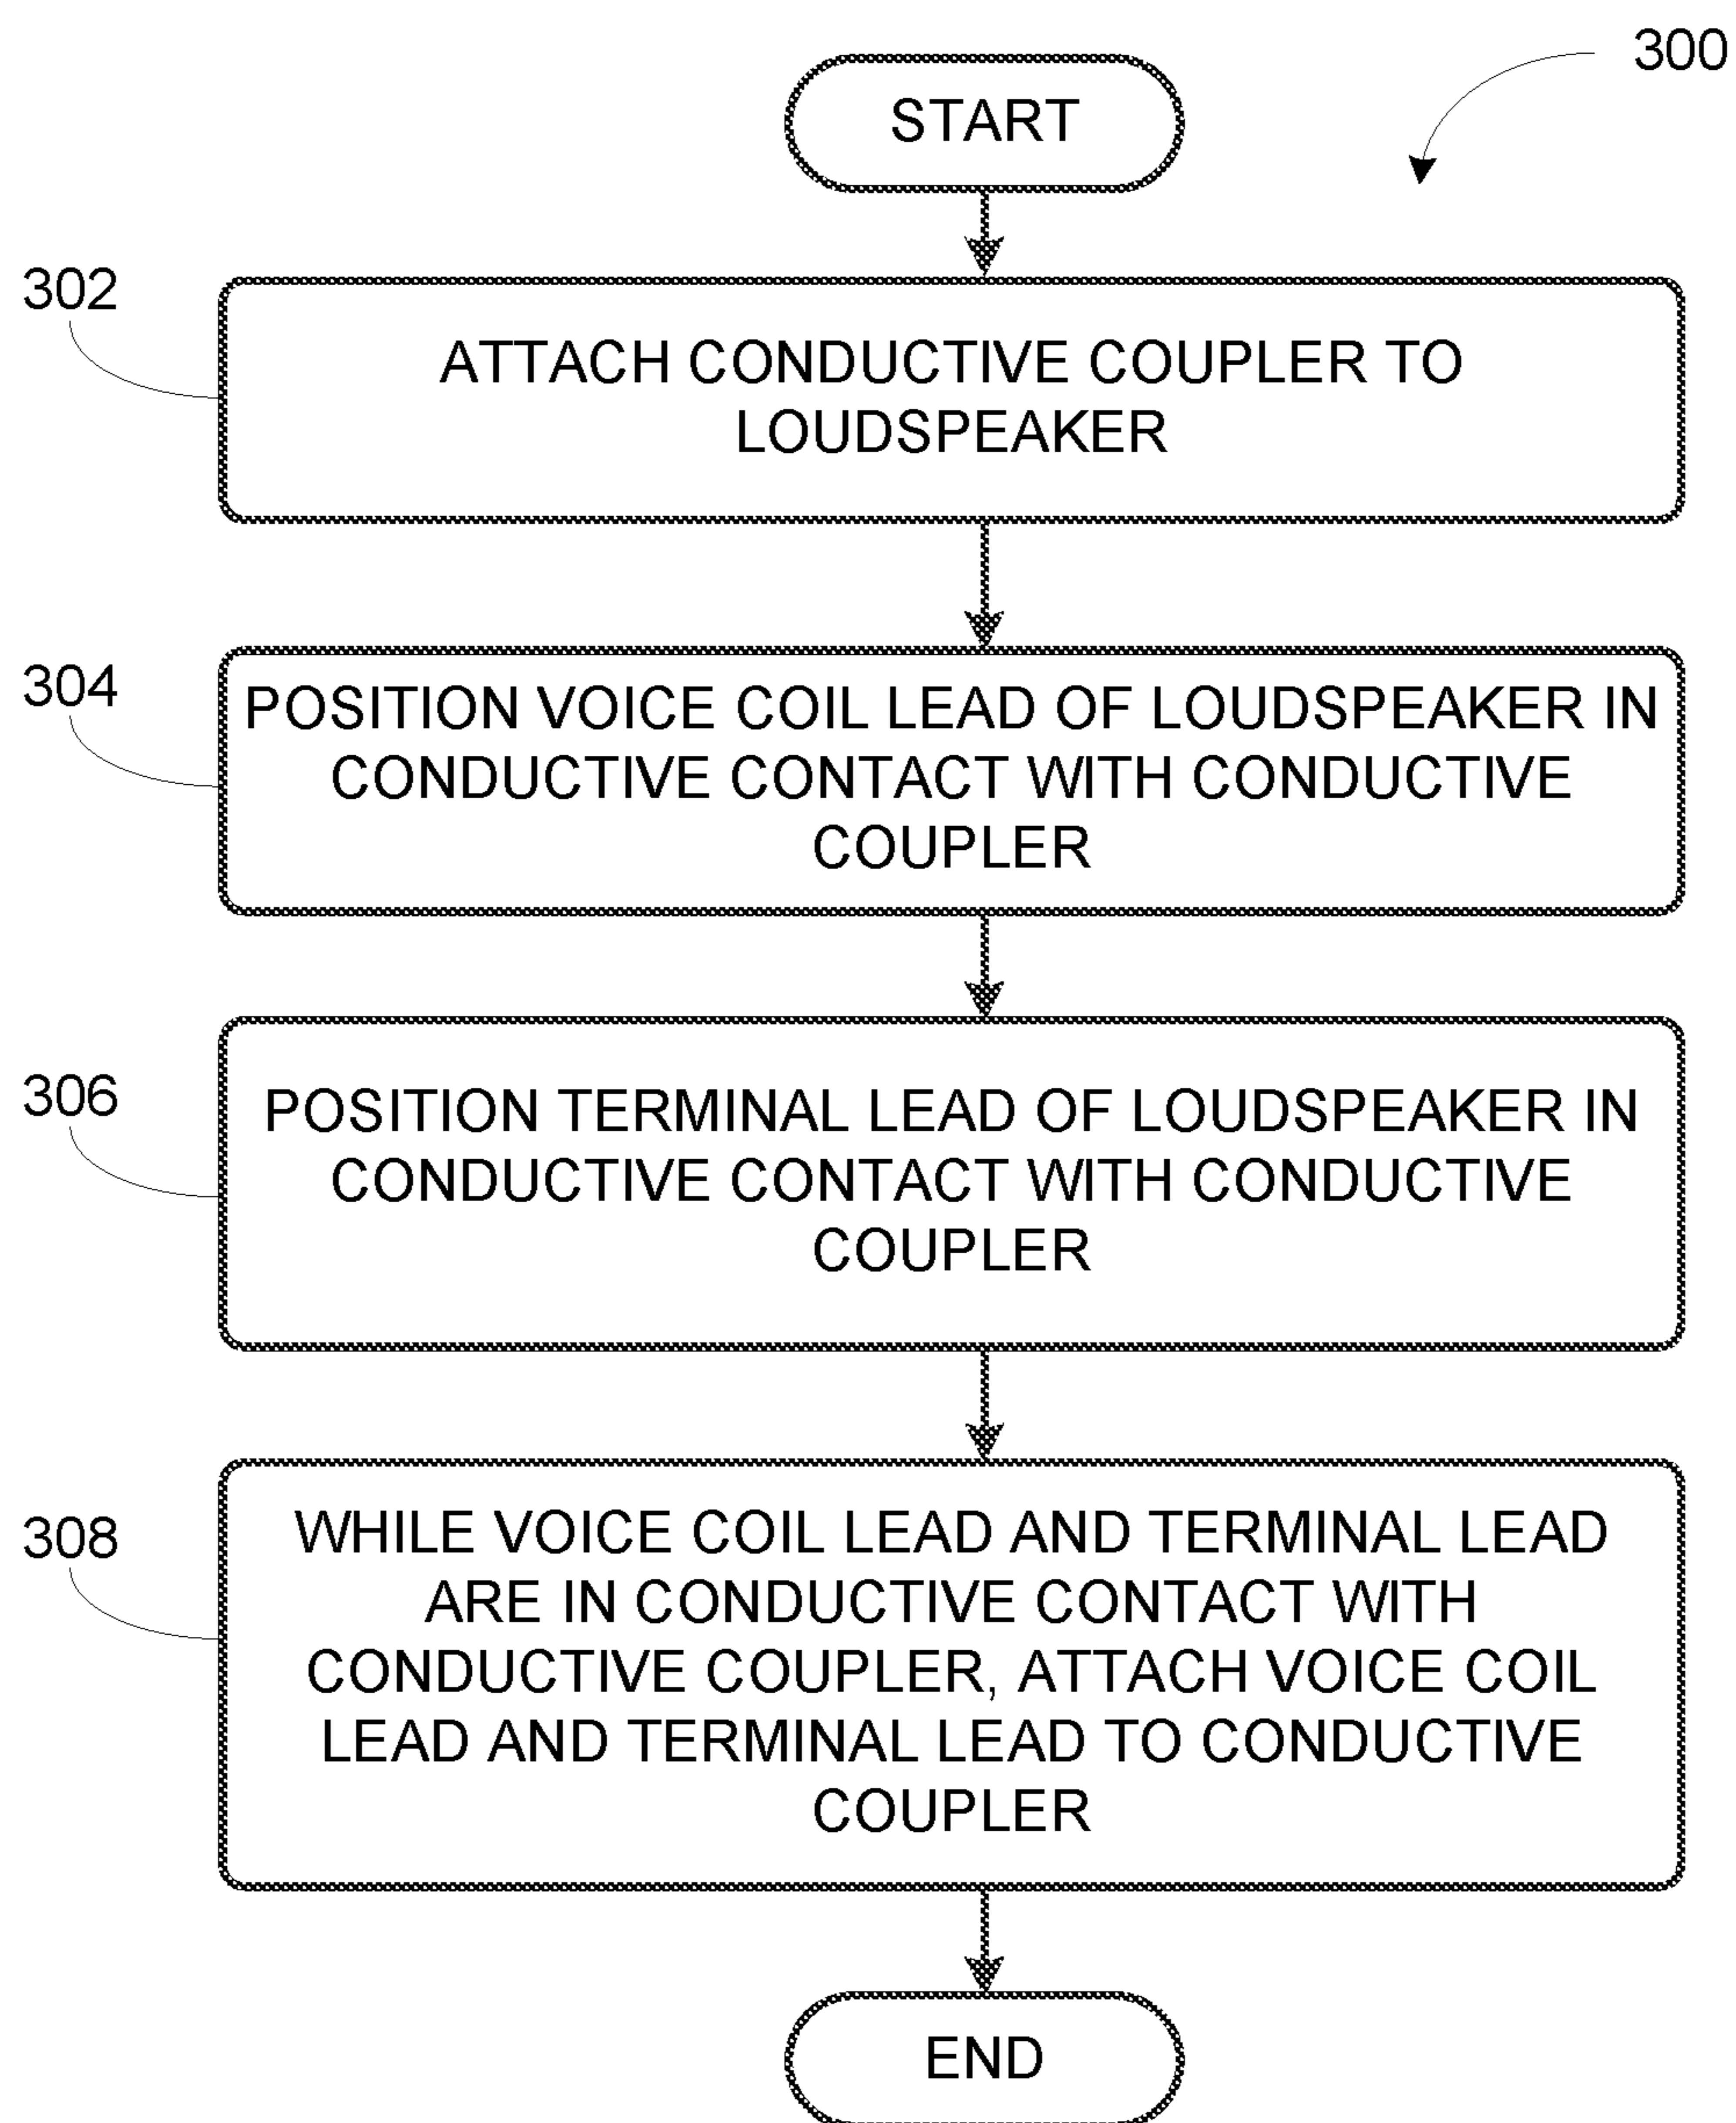 300
START
302
ATTACH CONDUCTIVE COUPLER TO
LOUDSPEAKER
304
POSITION VOICE COIL LEAD OF LOUDSPEAKER IN
CONDUCTIVE CONTACT WITH CONDUCTIVE
COUPLER
306
POSITION TERMINAL LEAD OF LOUDSPEAKER IN
CONDUCTIVE CONTACT WITH CONDUCTIVE
COUPLER
308
WHILE VOICE COIL LEAD AND TERMINAL LEAD
ARE IN CONDUCTIVE CONTACT WITH
CONDUCTIVE COUPLER, ATTACH VOICE COIL
LEAD AND TERMINAL LEAD TO CONDUCTIVE
COUPLER
END